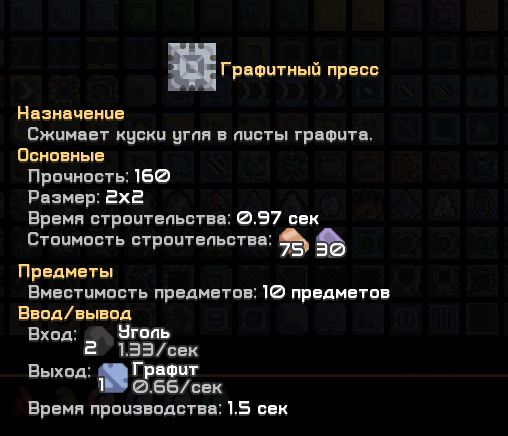 Графитный пресс
Назначение
Сжимает куски угля в листы графита.
Основные
Прочность: 160
Размер: 2x2
Время строительства: 0.97 сек
Стоимость строительства: 75 30
Предметы
Вместимость предметов: 10 предметов
Ввод/вывод
Вход: 2 Уголь
1.33/сек
Выход: 1 Графит
0.66/сек
Время производства: 1.5 сек